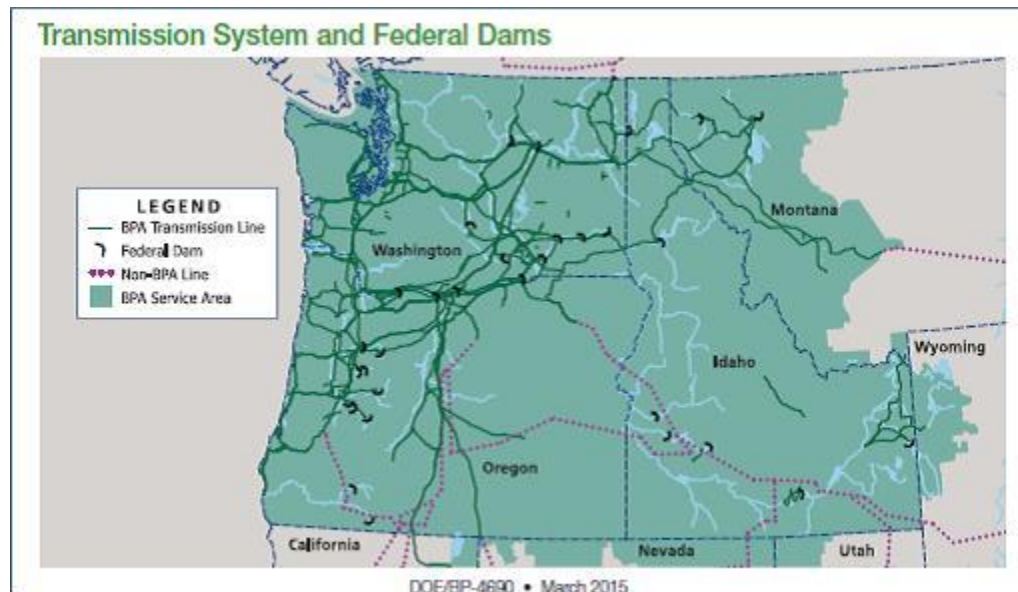 Transmission System and Federal Dams
LEGEND
BPA Transmission Line
Federal Dam
Non-BPA Line
BPA Service Area
Washington
Montana
Idaho
Wyoming
Oregon
California
Nevada
Utah
DOE/BP-4690 • March 2015